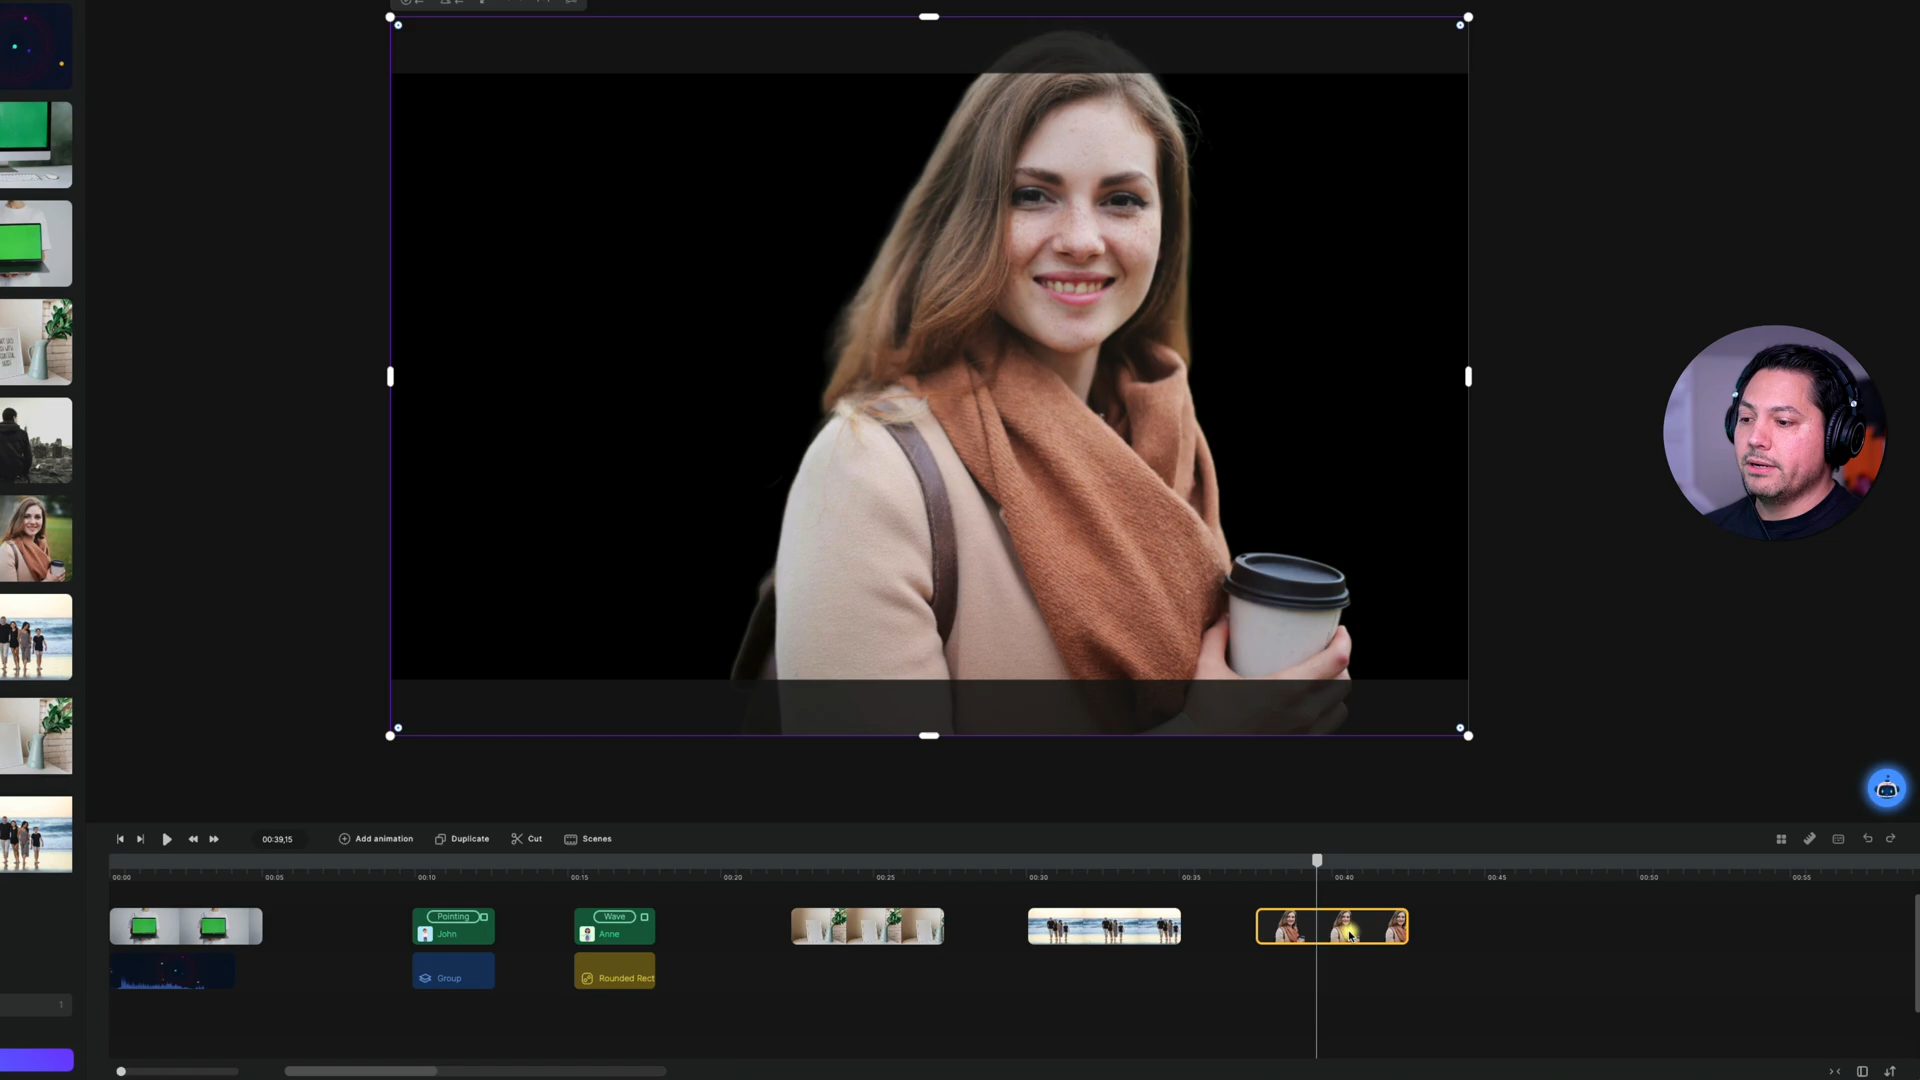 00:39,15
Add animation
Duplicate
Cut
Scenes
00:00
00:05
00:10
00:15
00:20
00:25
00:30
00:35
00:40
00:45
00:50
00:55
Pointing
John
Wave
Anne
Group
Rounded Rect
1